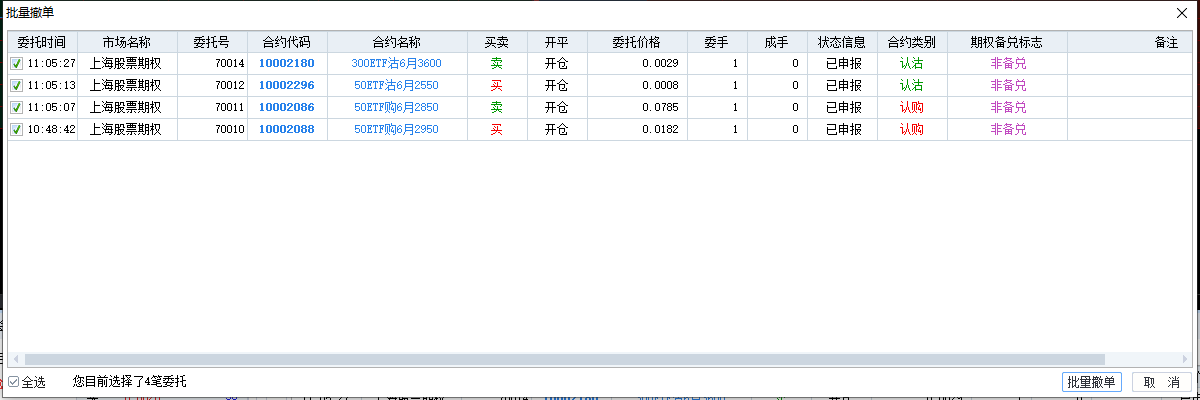 批量撤单
委托时间 市场名称 委托号 合约代码 合约名称 买卖 开平 委托价格 委手 成手 状态信息 合约类别 期权备兑标志 备注
11:05:27 上海股票期权 70014 10002180 300ETF沽6月3600 卖 开仓 0.0029 1 0 已申报 认沽 非备兑
11:05:13 上海股票期权 70012 10002296 50ETF沽6月2550 买 开仓 0.0008 1 0 已申报 认沽 非备兑
11:05:07 上海股票期权 70011 10002086 50ETF购6月2850 卖 开仓 0.0785 1 0 已申报 认购 非备兑
10:48:42 上海股票期权 70010 10002088 50ETF购6月2950 买 开仓 0.0182 1 0 已申报 认购 非备兑
全选 您目前选择了4笔委托 批量撤单 取 消